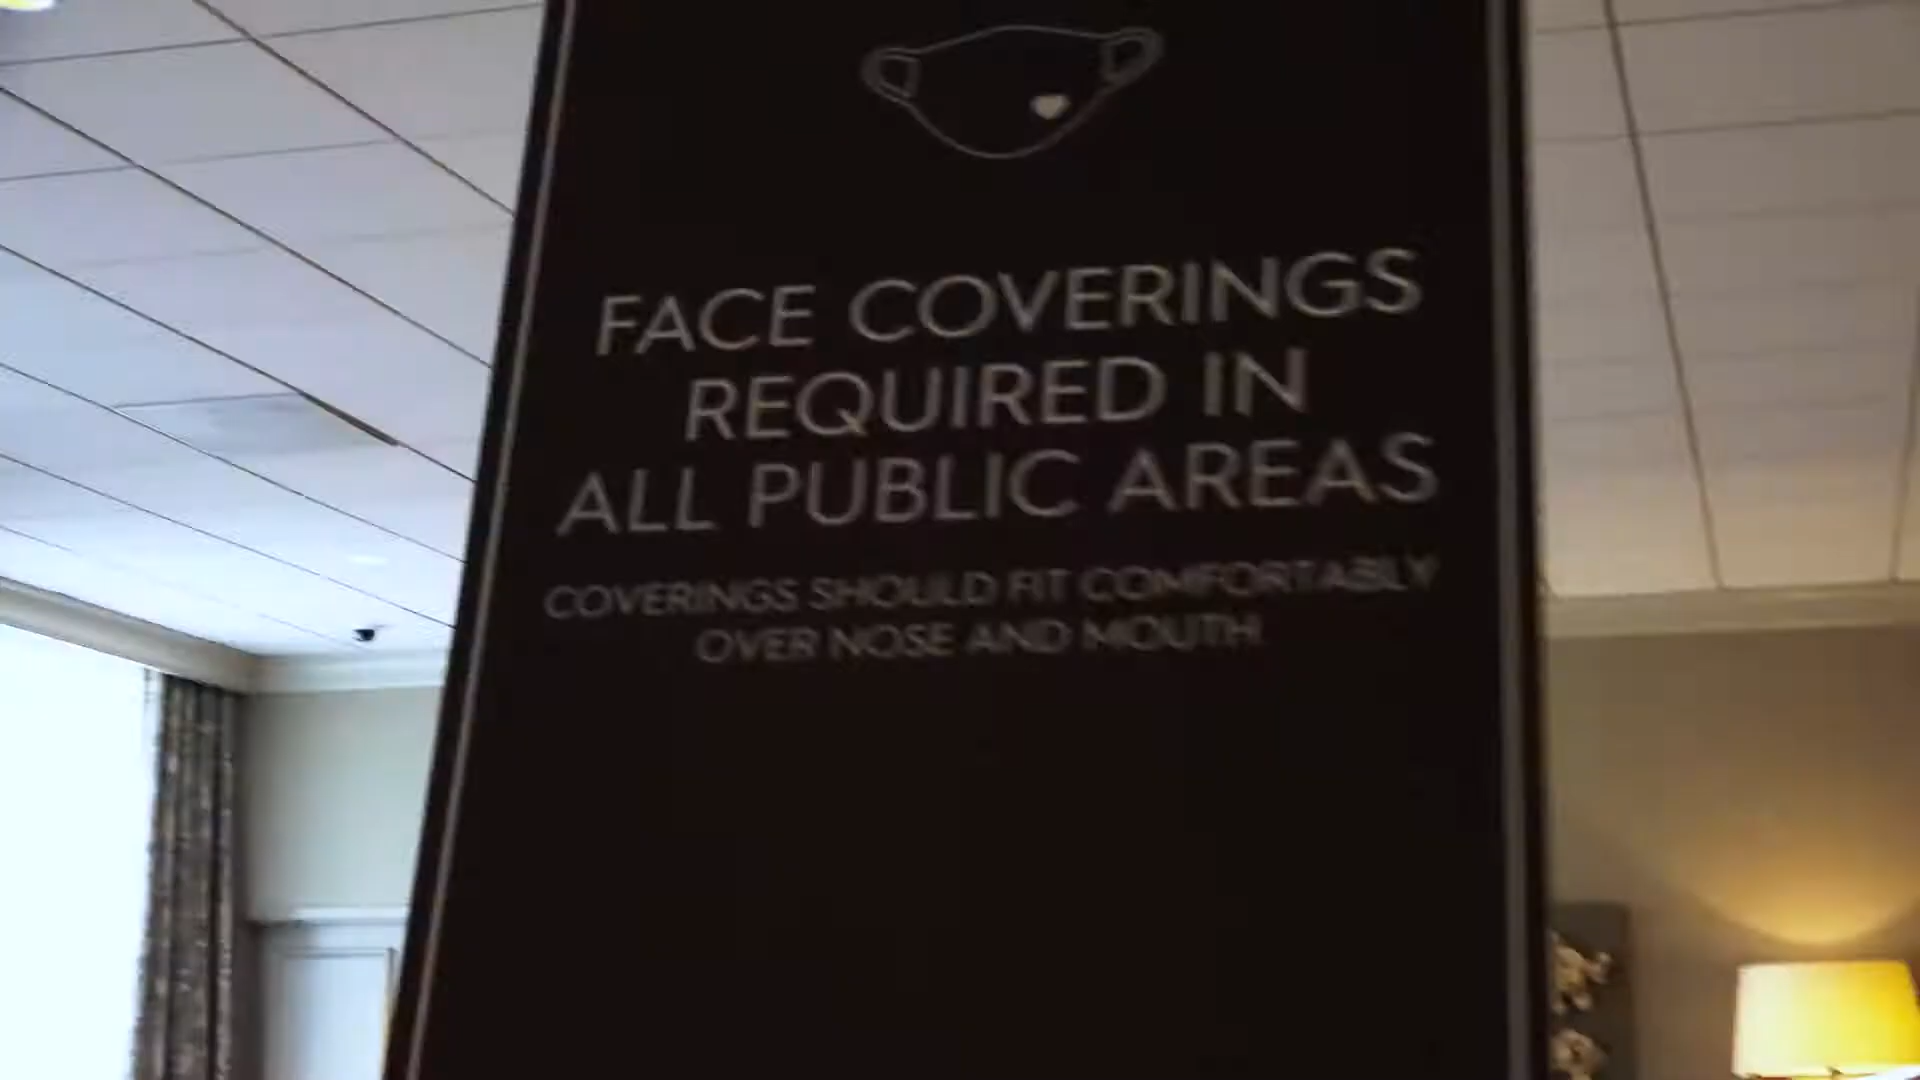 FACE COVERINGS
REQUIRED IN
ALL PUBLIC AREAS
COVERINGS SHOULD FIT COMFORTABLY
OVER NOSE AND MOUTH